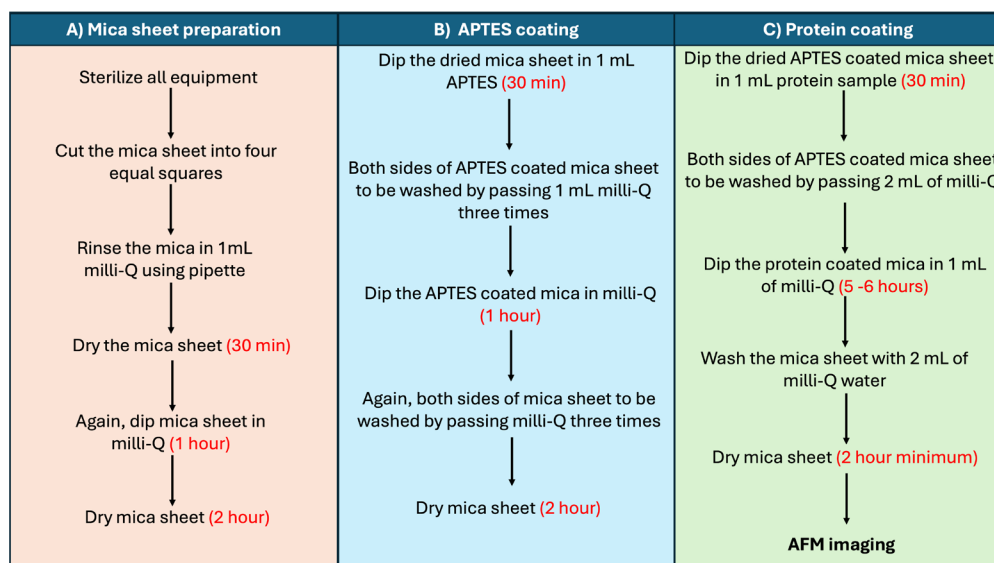 A) Mica sheet preparation
Sterilize all equipment
Cut the mica sheet into four
equal squares
Rinse the mica in 1mL
milli-Q using pipette
Dry the mica sheet (30 min)
Again, dip mica sheet in
milli-Q (1 hour)
Dry mica sheet (2 hour)
B) APTES coating
Dip the dried mica sheet in 1 mL
APTES (30 min)
Both sides of APTES coated mica sheet
to be washed by passing 1 mL milli-Q
three times
Dip the APTES coated mica in milli-Q
(1 hour)
Again, both sides of mica sheet to be
washed by passing milli-Q three times
Dry mica sheet (2 hour)
C) Protein coating
Dip the dried APTES coated mica sheet
in 1 mL protein sample (30 min)
Both sides of APTES coated mica sheet
to be washed by passing 2 mL of milli-Q
Dip the protein coated mica in 1 mL
of milli-Q (5 -6 hours)
Wash the mica sheet with 2 mL of
milli-Q water
Dry mica sheet (2 hour minimum)
AFM imaging